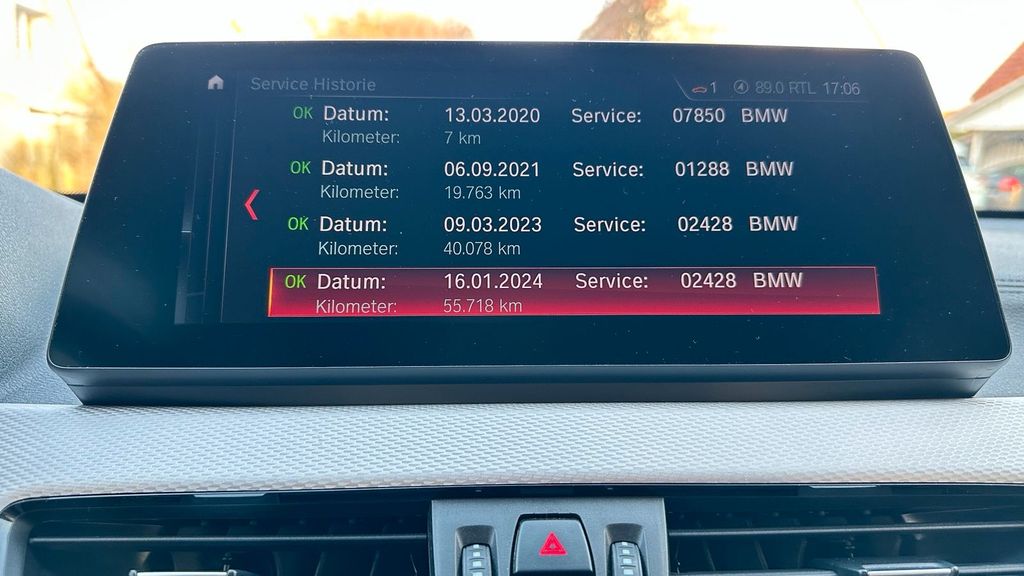 Service Historie 1 89.0 RTL 17:06
OK Datum: 13.03.2020 Service: 07850 BMW
Kilometer: 7 km
OK Datum: 06.09.2021 Service: 01288 BMW
Kilometer: 19.763 km
OK Datum: 09.03.2023 Service: 02428 BMW
Kilometer: 40.078 km
OK Datum: 16.01.2024 Service: 02428 BMW
Kilometer: 55.718 km